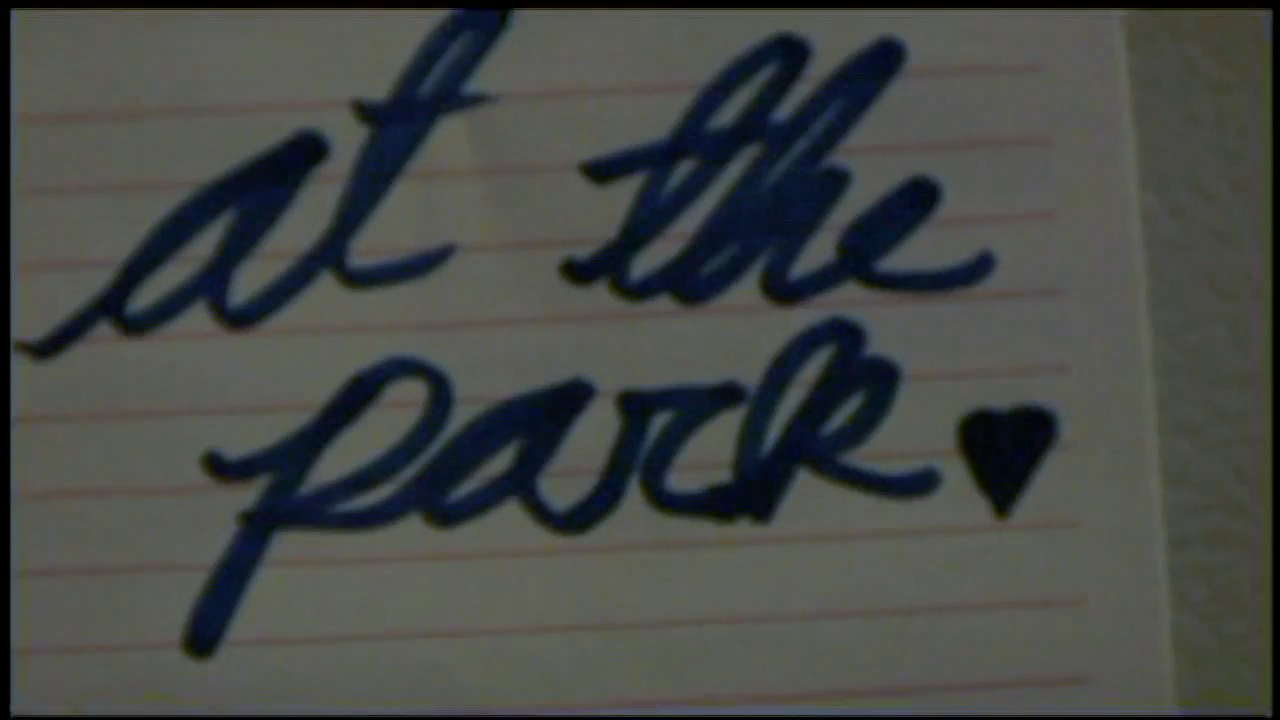 at the
park ♥